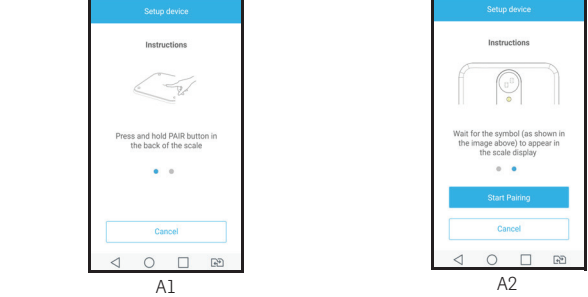 Setup device
Instructions
Press and hold PAIR button in
the back of the scale
Cancel
A1
Setup device
Instructions
Wait for the symbol (as shown in
the image above) to appear in
the scale display
Start Pairing
Cancel
A2